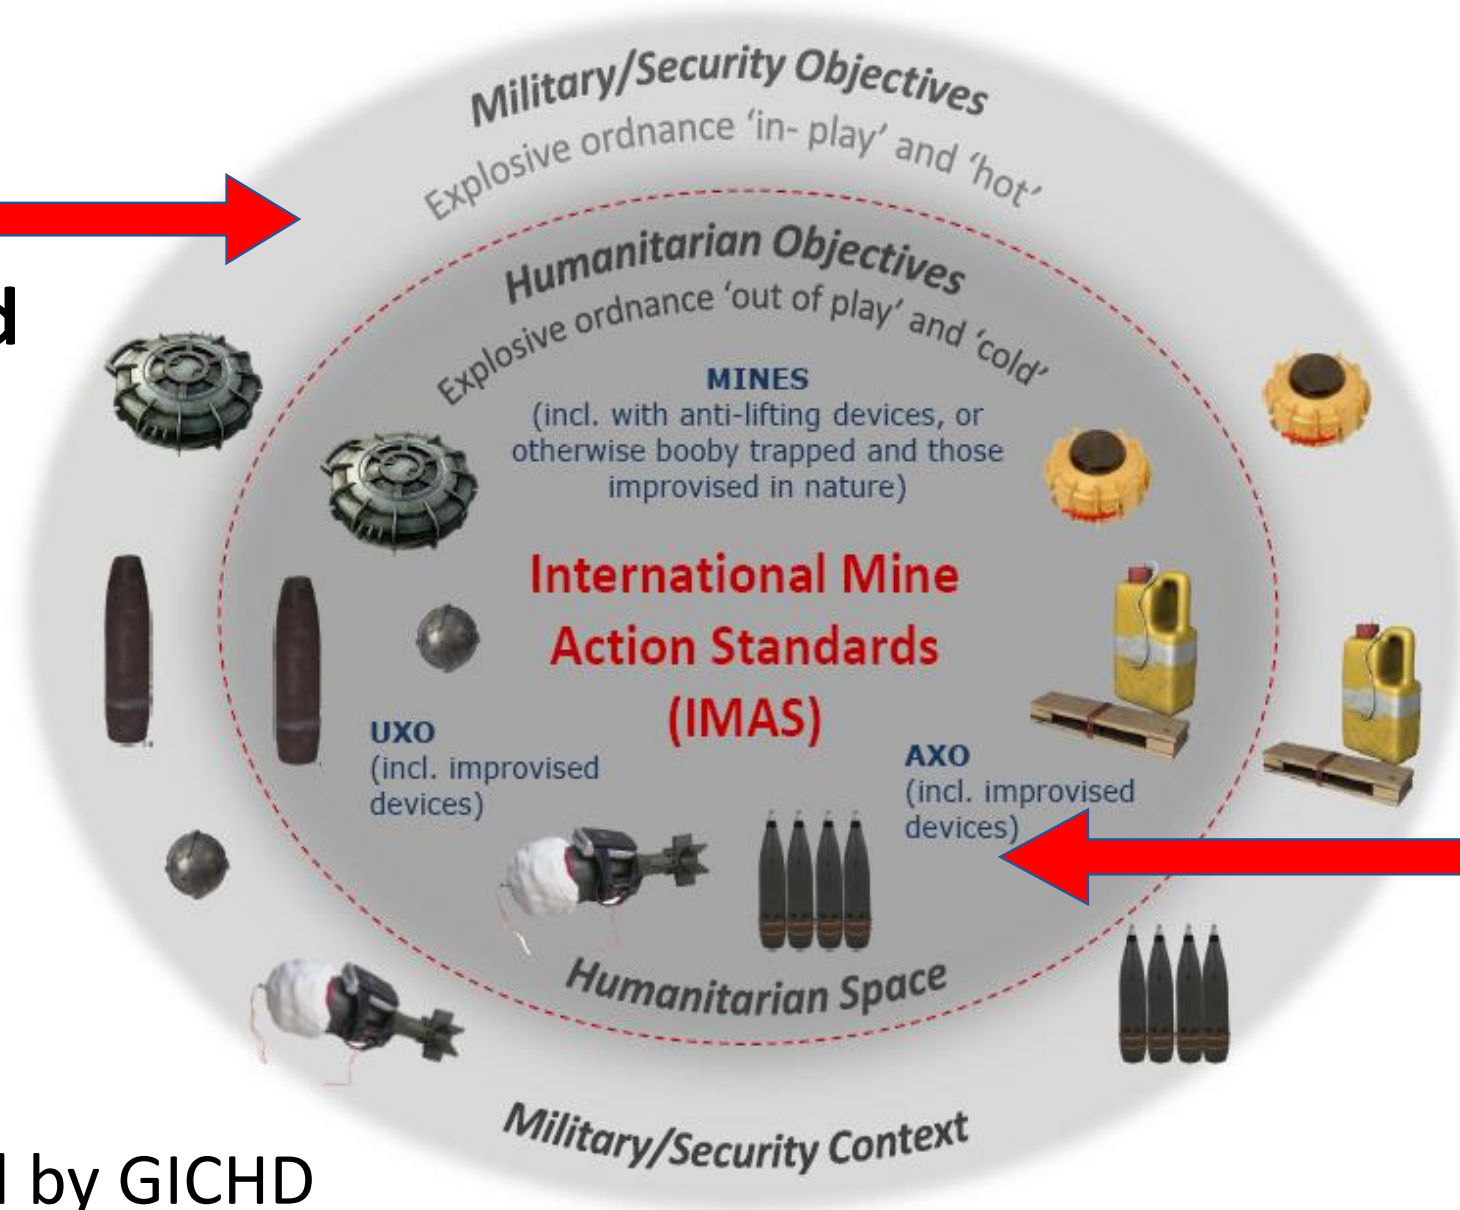 Military/Security Objectives
Explosive ordnance ‘in- play’ and ‘hot’
Humanitarian Objectives
Explosive ordnance ‘out of play’ and ‘cold’
MINES
(incl. with anti-lifting devices, or
otherwise booby trapped and those
improvised in nature)
International Mine
Action Standards
(IMAS)
UXO
(incl. improvised
devices)
AXO
(incl. improvised
devices)
Humanitarian Space
Military/Security Context
by GICHD